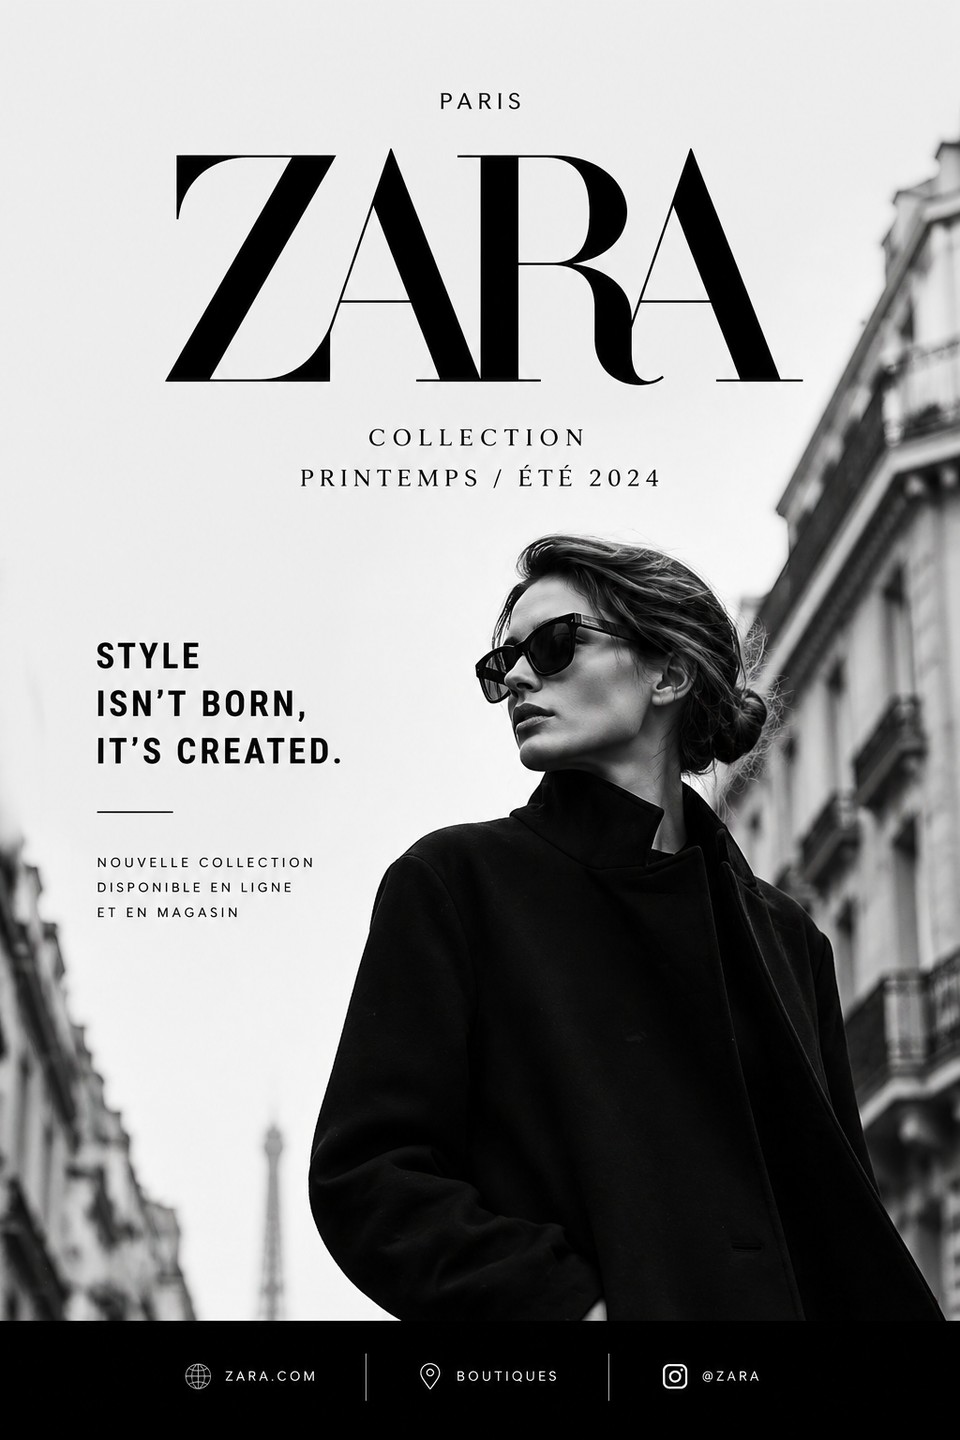 PARIS
ZARA
COLLECTION
PRINTEMPS / ÉTÉ 2024
STYLE
ISN’T BORN,
IT’S CREATED.
NOUVELLE COLLECTION
DISPONIBLE EN LIGNE
ET EN MAGASIN
ZARA.COM
BOUTIQUES
@ZARA